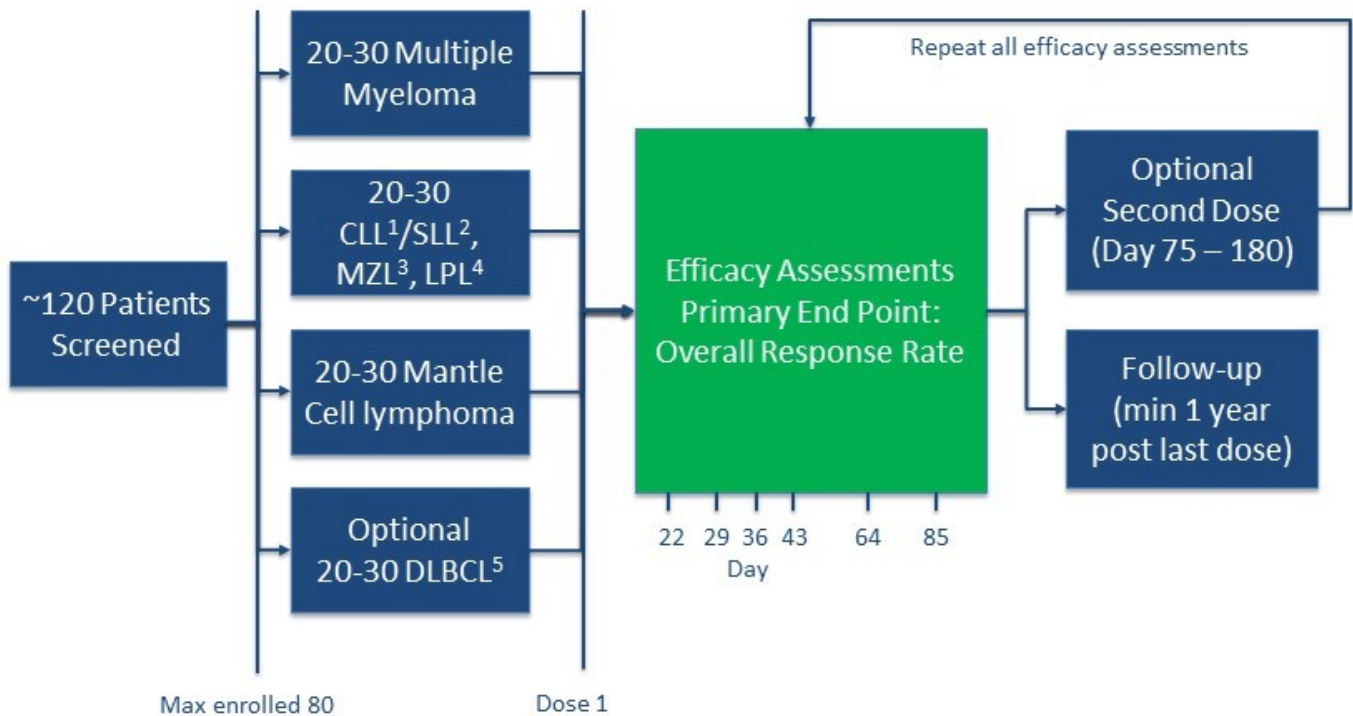 ~120 Patients
Screened
Max enrolled 80
20-30 Multiple
Myeloma
20-30
CLL¹/SLL²,
MZL³, LPL⁴
20-30 Mantle
Cell lymphoma
Optional
20-30 DLBCL⁵
Dose 1
Efficacy Assessments
Primary End Point:
Overall Response Rate
22 29 36 43 64 85
Day
Repeat all efficacy assessments
Optional
Second Dose
(Day 75 – 180)
Follow-up
(min 1 year
post last dose)